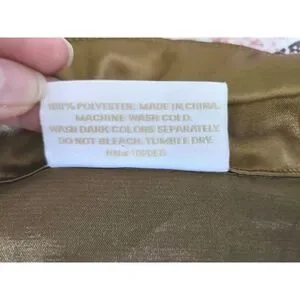 100% POLYESTER. MADE IN CHINA.
MACHINE WASH COLD.
WASH DARK COLORS SEPARATELY.
DO NOT BLEACH. TUMBLE DRY.